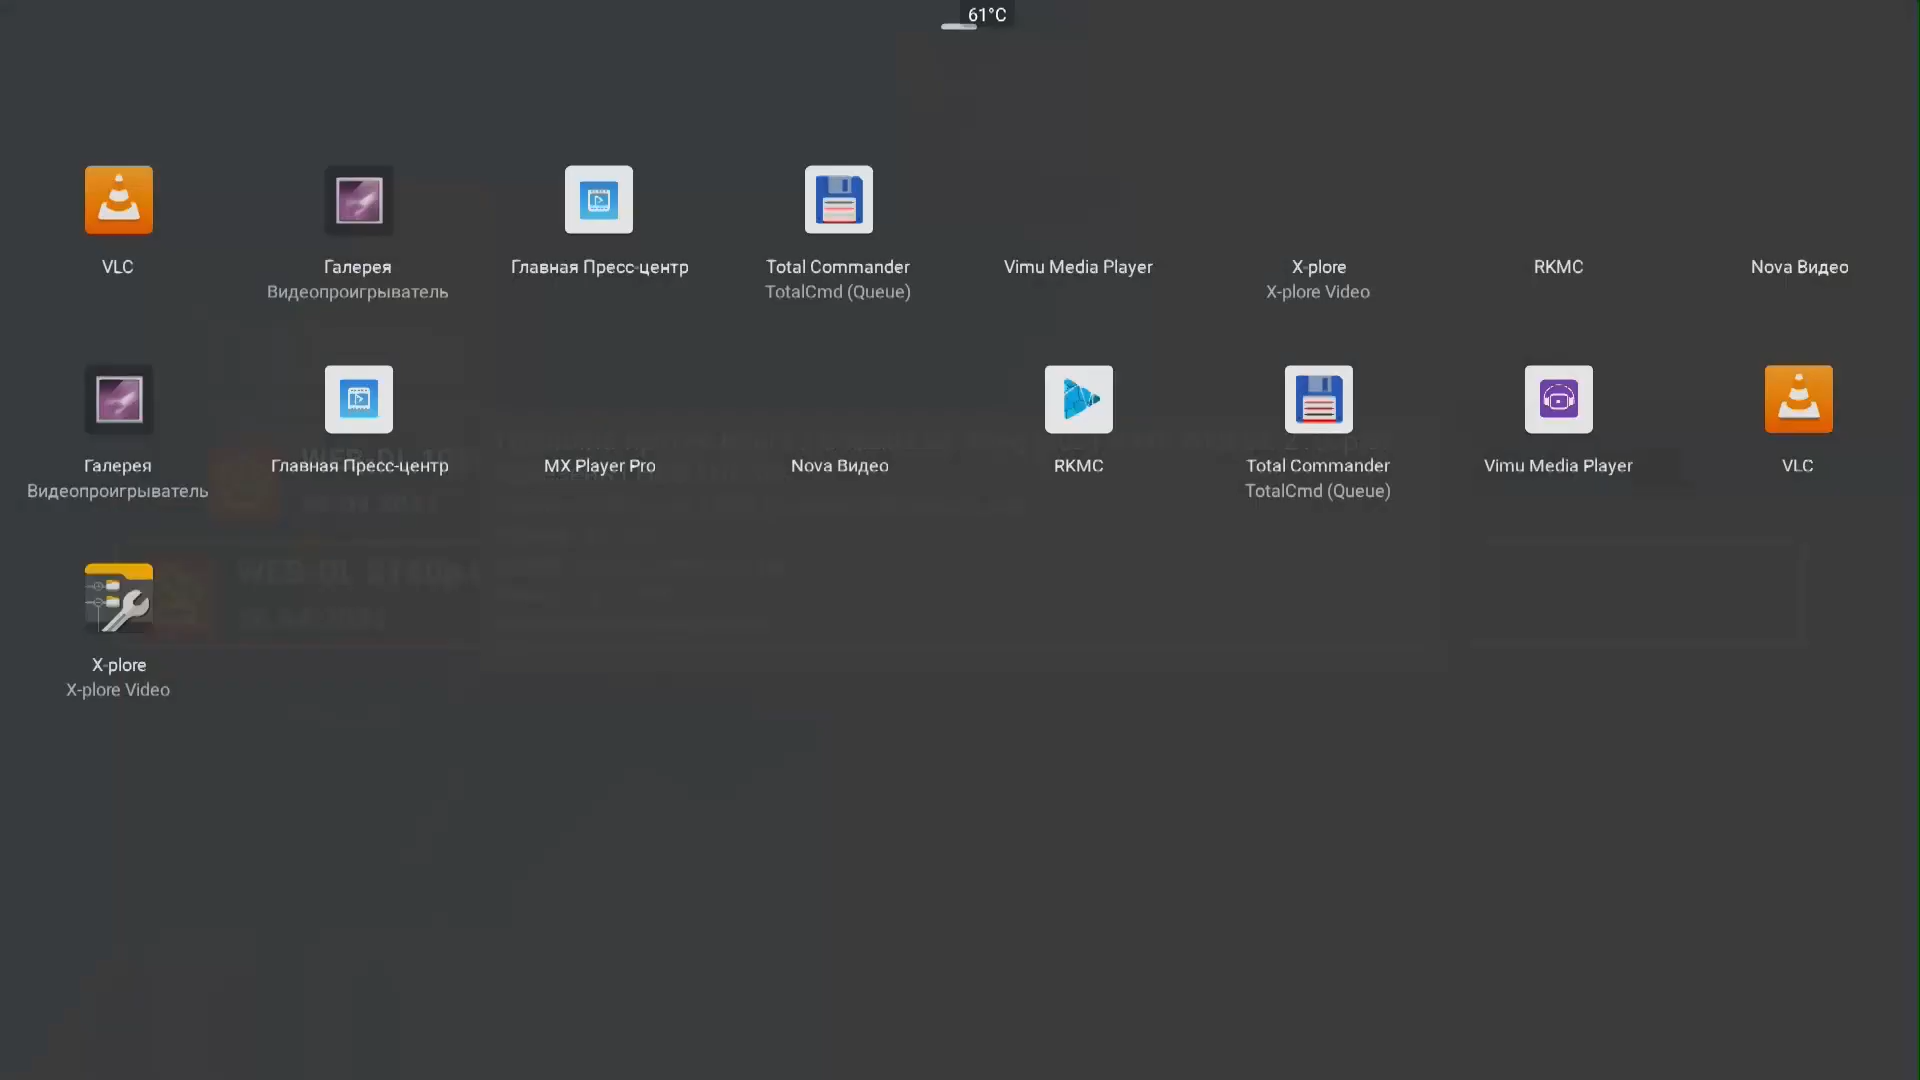 61°C
VLC
Галерея
Видеопроигрыватель
Главная Пресс-центр
Total Commander
TotalCmd (Queue)
Vimu Media Player
X-plore
X-plore Video
RKMC
Nova Видео
Галерея
Видеопроигрыватель
Главная Пресс-центр
MX Player Pro
Nova Видео
RKMC
Total Commander
TotalCmd (Queue)
Vimu Media Player
VLC
X-plore
X-plore Video